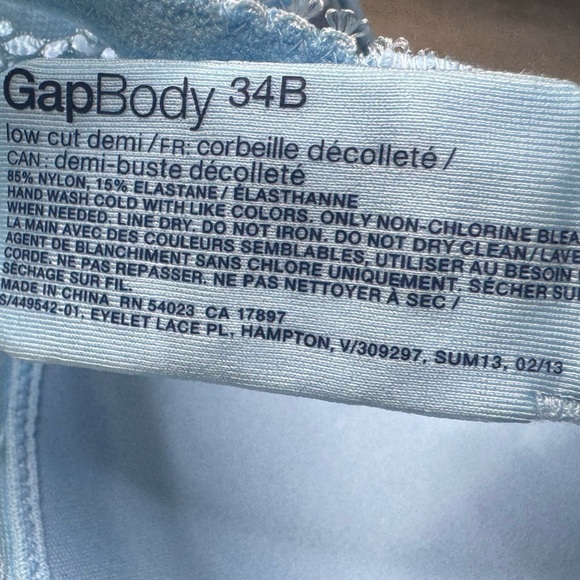 GapBody 34B
low cut demi/FR: corbeille décolleté/
CAN: demi-buste décolleté
85% NYLON, 15% ELASTANE/ ÉLASTHANNE
HAND WASH COLD WITH LIKE COLORS. ONLY NON-CHLORINE BLEA
WHEN NEEDED. LINE DRY. DO NOT IRON. DO NOT DRY CLEAN/LAVE
LA MAIN AVEC DES COULEURS SEMBLABLES, UTILISER AU BESOIN
AGENT DE BLANCHIMENT SANS CHLORE UNIQUEMENT. SÉCHER SU
CORDE. NE PAS REPASSER. NE PAS NETTOYER À SEC /
SÉCHAGE SUR FIL.
MADE IN CHINA RN 54023 CA 17897
S/449542-01, EYELET LACE PL, HAMPTON, V/309297, SUM13, 02/13